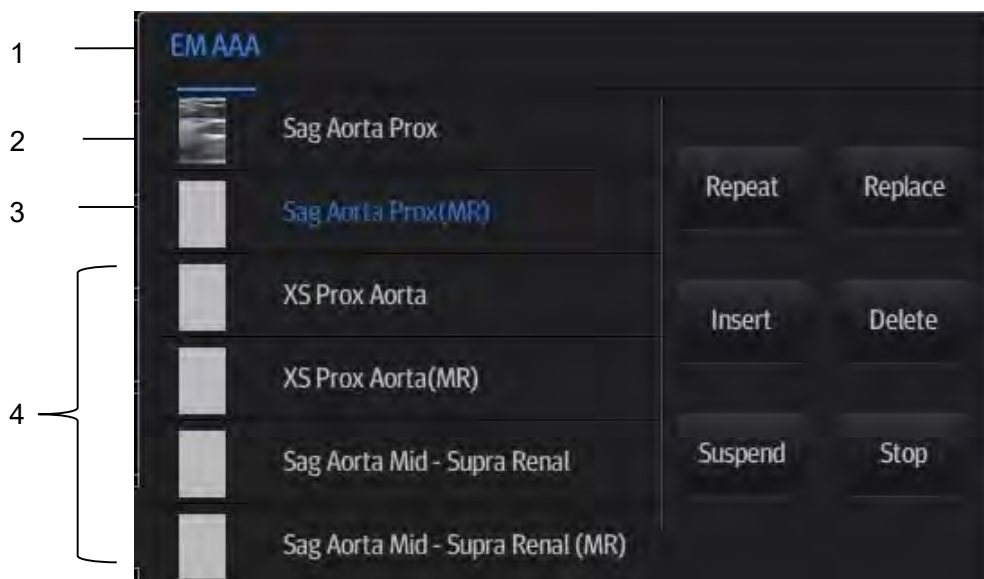 1
EM AAA
2
Sag Aorta Prox
3
Sag Aorta Prox(MR)
Repeat
Replace
4
XS Prox Aorta
XS Prox Aorta(MR)
Sag Aorta Mid - Supra Renal
Sag Aorta Mid - Supra Renal (MR)
Insert
Delete
Suspend
Stop